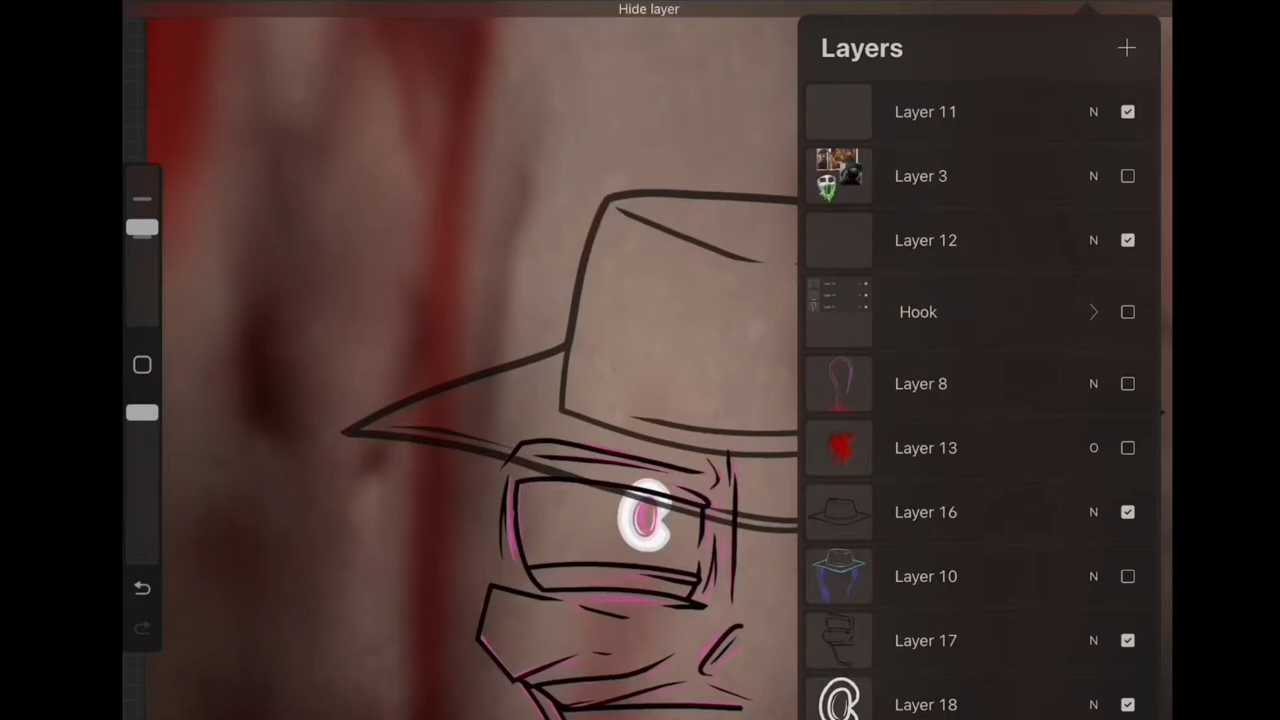 Hide layer
Layers
Layer 11 N
Layer 3 N
Layer 12 N
Hook
Layer 8 N
Layer 13 O
Layer 16 N
Layer 10 N
Layer 17 N
Layer 18 N